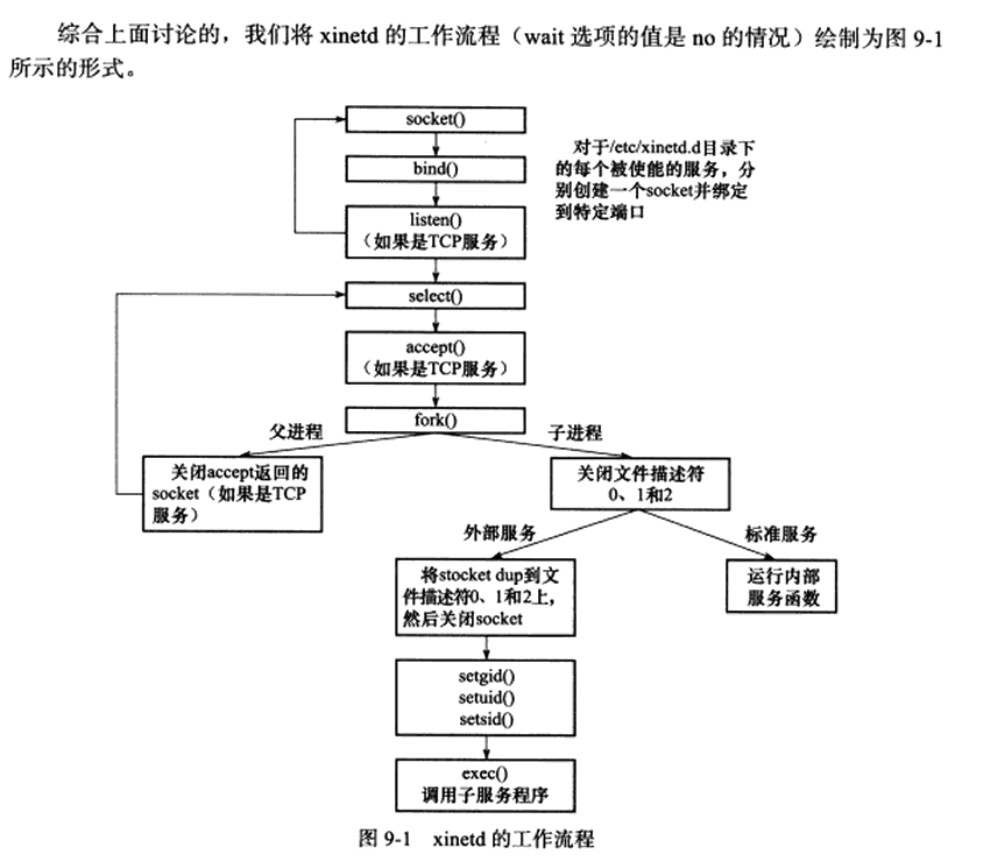 综合上面讨论的，我们将 xinetd 的工作流程（wait 选项的值是 no 的情况）绘制为图 9-1
所示的形式。
socket()
bind()
listen()
（如果是TCP服务）
对于/etc/xinetd.d目录下
的每个被使能的服务，分
别创建一个socket并绑定
到特定端口
select()
accept()
（如果是TCP服务）
fork()
父进程
子进程
关闭accept返回的
socket（如果是TCP
服务）
关闭文件描述符
0、1和2
外部服务
标准服务
将stocket dup到文
件描述符0、1和2上，
然后关闭socket
运行内部
服务函数
setgid()
setuid()
setsid()
exec()
调用子服务程序
图 9-1 xinetd 的工作流程